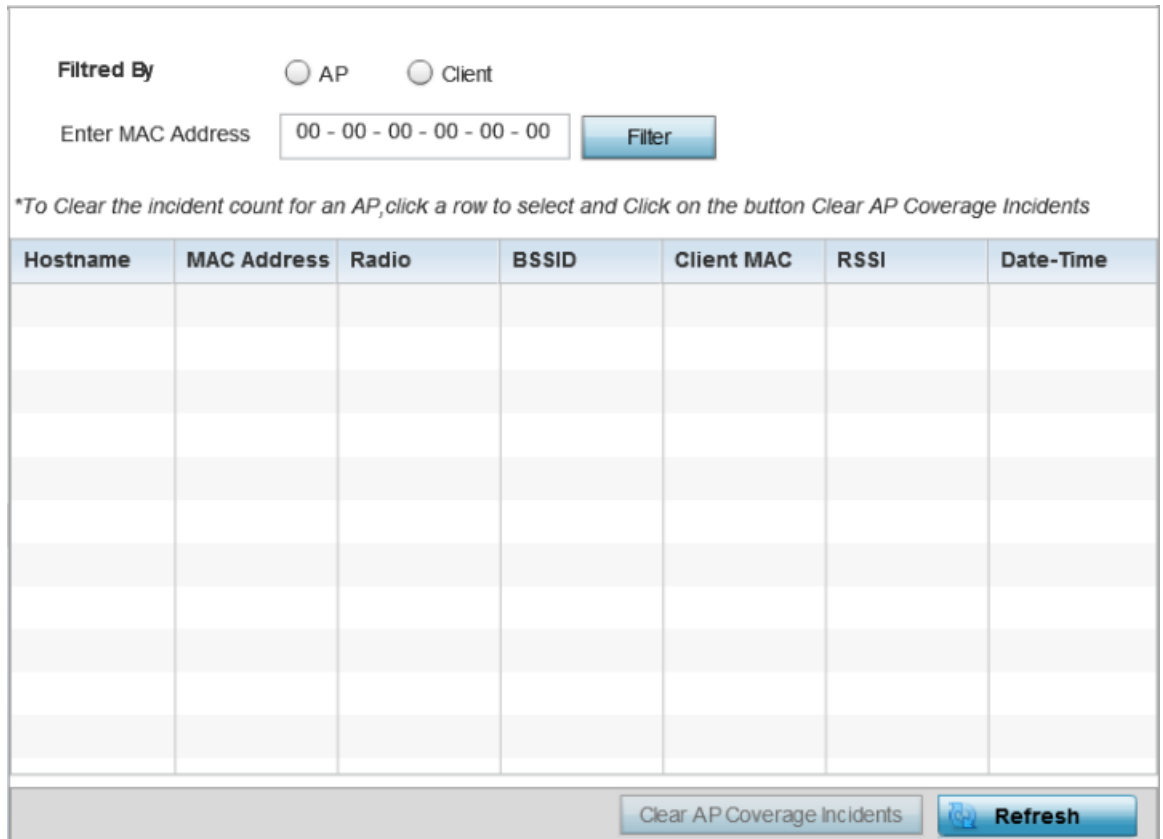 Filtred By AP Client
Enter MAC Address 00 - 00 - 00 - 00 - 00 - 00 Filter
*To Clear the incident count for an AP,click a row to select and Click on the button Clear AP Coverage Incidents
Hostname MAC Address Radio BSSID Client MAC RSSI Date-Time
Clear AP Coverage Incidents Refresh